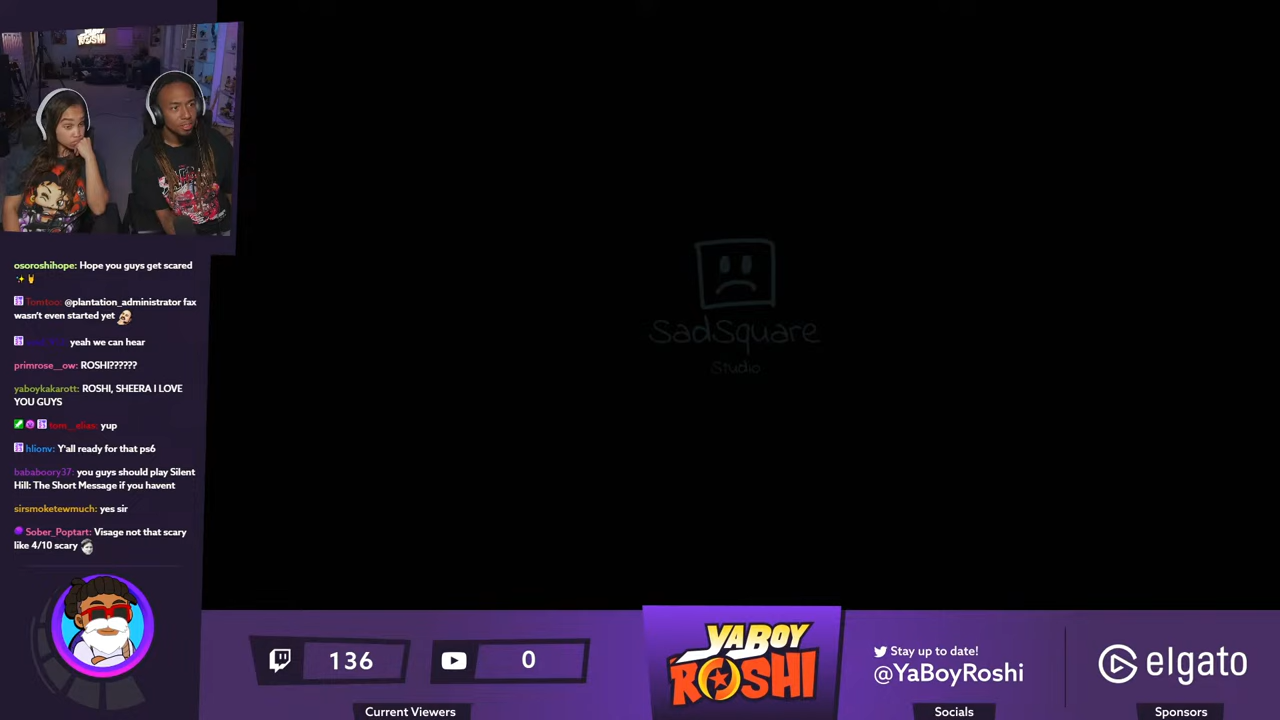 osoroshihope: Hope you guys get scared
Tomtoo: @plantation_administrator fax
wasn't even started yet
yeah we can hear
primrose__ow: ROSHI??????
yaboykakarott: ROSHI, SHEERA I LOVE
YOU GUYS
tom__elias: yup
hlionv: Y'all ready for that ps6
bababoory37: you guys should play Silent
Hill: The Short Message if you havent
sirsmoketewmuch: yes sir
Sober_Poptart: Visage not that scary
like 4/10 scary
SadSquare
Studio
136
0
Current Viewers
YABOY
ROSHI
Stay up to date!
@YaBoyRoshi
Socials
elgato
Sponsors